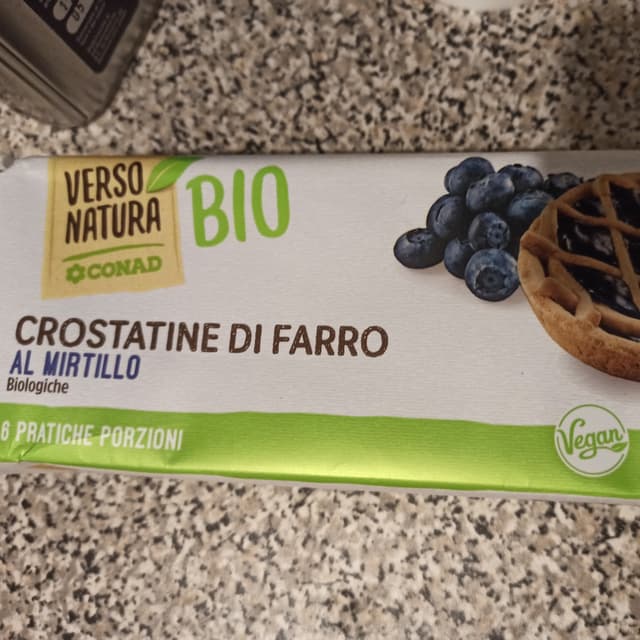 VERSO
NATURA
CONAD
BIO
CROSTATINE DI FARRO
AL MIRTILLO
Biologiche
6 PRATICHE PORZIONI
Vegan